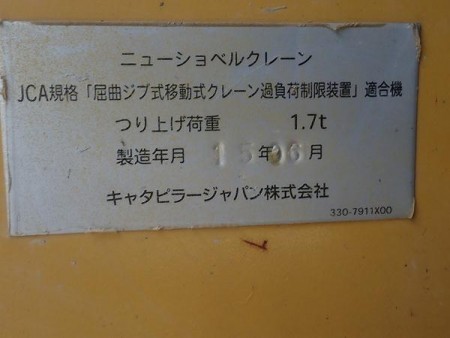 ニューショベルクレーン
JCA規格「屈曲ジブ式移動式クレーン過負荷制限装置」適合機
つり上げ荷重 1.7t
製造年月 15年06月
キャタピラージャパン株式会社
330-7911X00